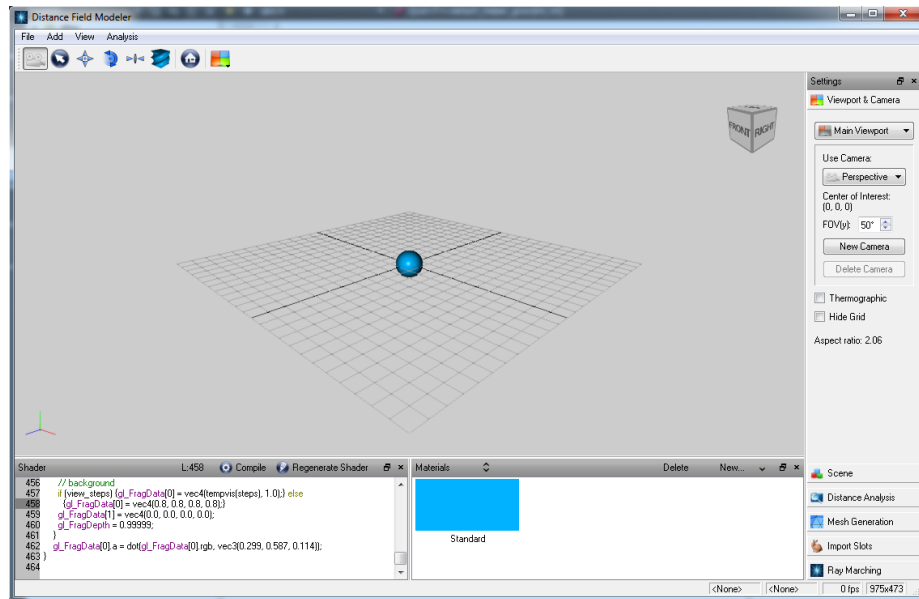 Distance Field Modeler
File Add View Analysis
FRONT RIGHT
Settings
Viewport & Camera
Main Viewport
Use Camera:
Perspective
Center of Interest:
(0, 0, 0)
FOV(y): 50°
New Camera
Delete Camera
Thermographic
Hide Grid
Aspect ratio: 2.06
Shader L:458 Compile Regenerate Shader
456 // background
457 if (view_steps) {gl_FragData[0] = vec4(tempvis(steps), 1.0);} else
458 {gl_FragData[0] = vec4(0.8, 0.8, 0.8, 0.8);}
459 gl_FragData[1] = vec4(0.0, 0.0, 0.0, 0.0);
460 gl_FragDepth = 0.99999;
461 }
462 gl_FragData[0].a = dot(gl_FragData[0].rgb, vec3(0.299, 0.587, 0.114));
463 }
464
Materials Delete New...
Standard
Scene
Distance Analysis
Mesh Generation
Import Slots
Ray Marching
<None> <None> 0 fps 975x473